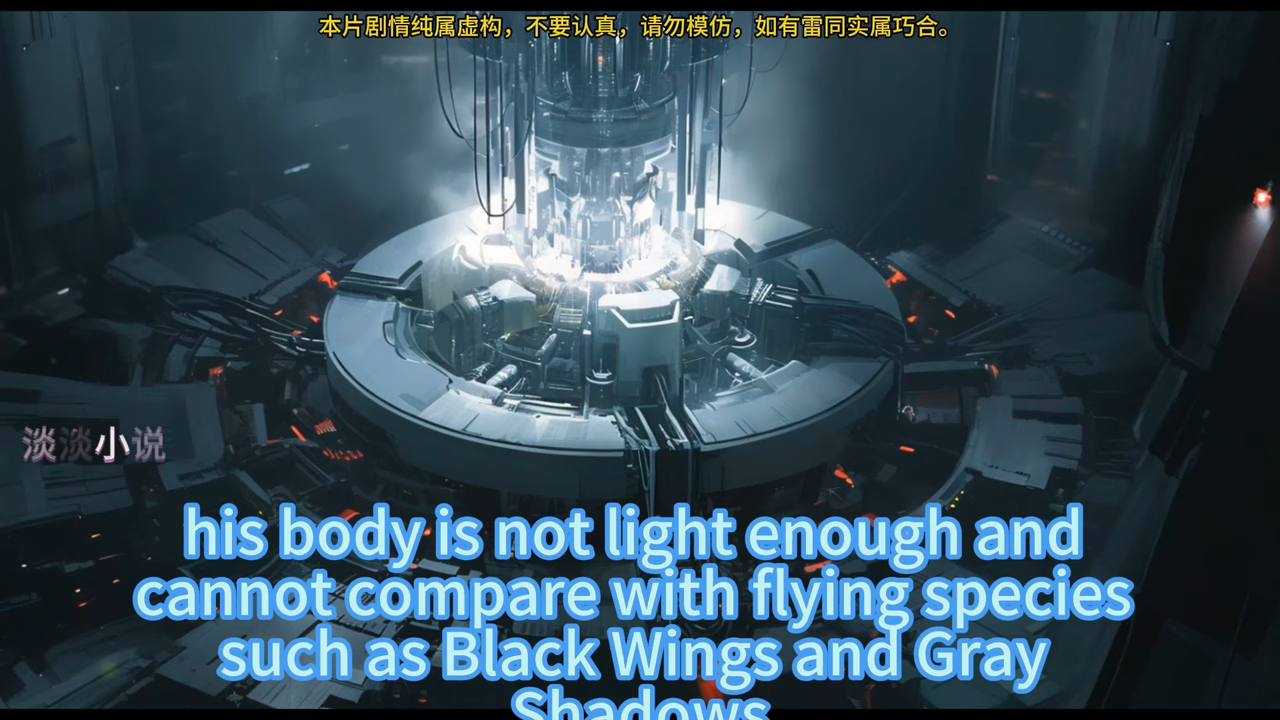 本片剧情纯属虚构，不要认真，请勿模仿，如有雷同实属巧合。
淡淡小说
his body is not light enough and
cannot compare with flying species
such as Black Wings and Gray
Shadows